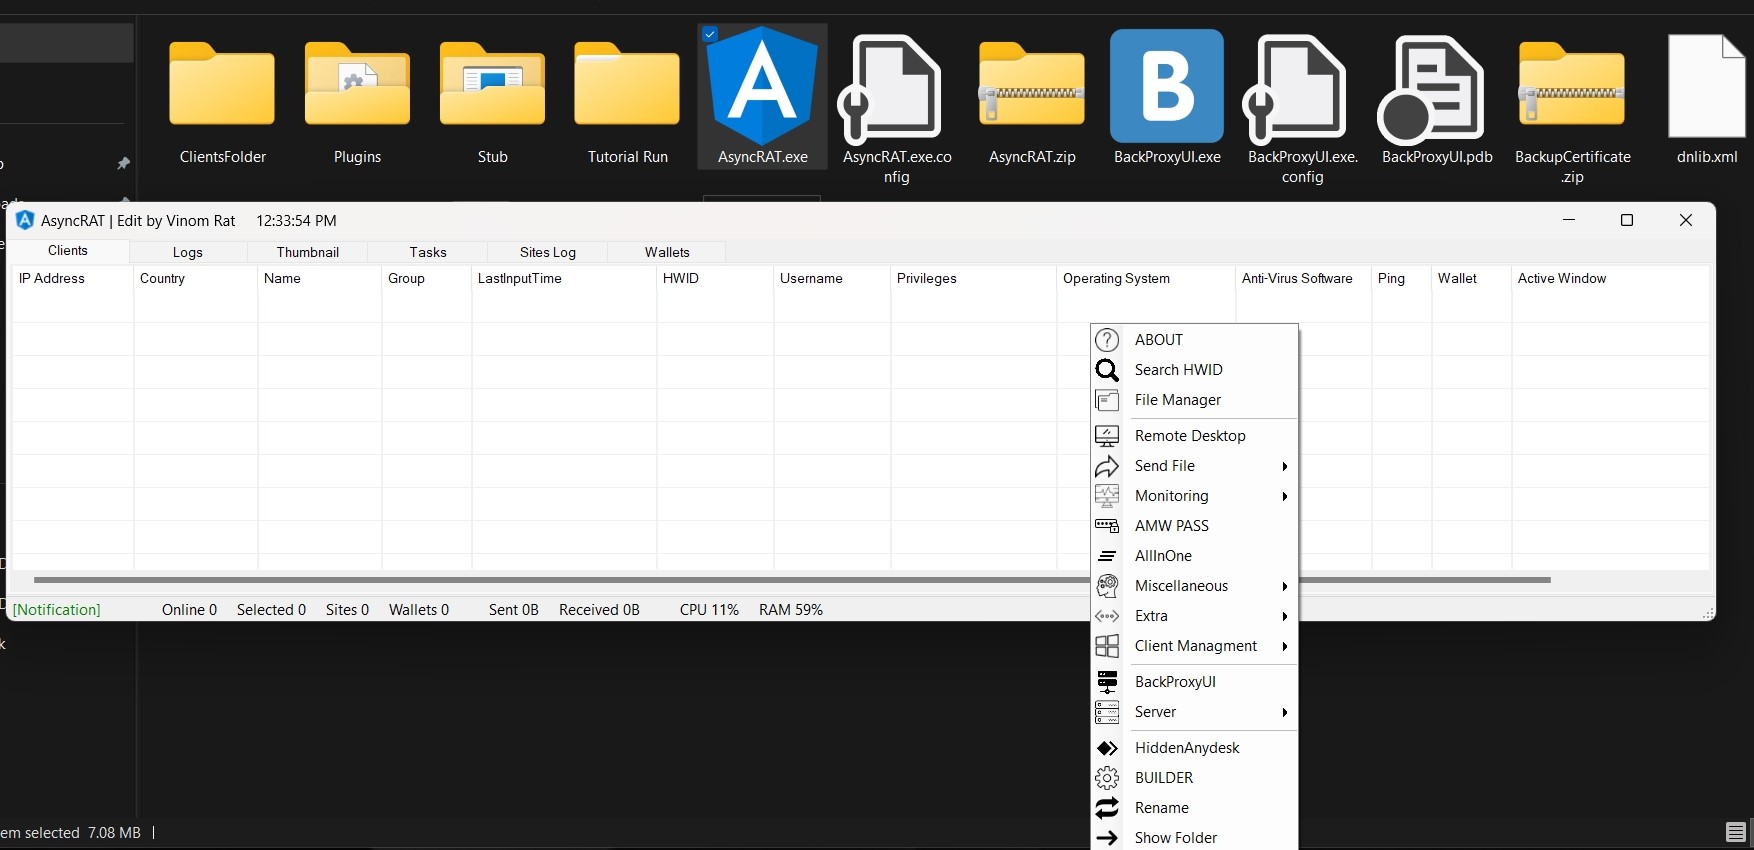 ClientsFolder
Plugins
Stub
Tutorial Run
AsyncRAT.exe
AsyncRAT.exe.co
nfig
AsyncRAT.zip
BackProxyUI.exe
BackProxyUI.exe.
config
BackProxyUI.pdb
BackupCertificate
.zip
dnlib.xml
AsyncRAT | Edit by Vinom Rat 12:33:54 PM
Clients
Logs
Thumbnail
Tasks
Sites Log
Wallets
IP Address
Country
Name
Group
LastInputTime
HWID
Username
Privileges
Operating System
Anti-Virus Software
Ping
Wallet
Active Window
ABOUT
Search HWID
File Manager
Remote Desktop
Send File
Monitoring
AMW PASS
AllInOne
Miscellaneous
Extra
Client Managment
BackProxyUI
Server
HiddenAnydesk
BUILDER
Rename
Show Folder
[Notification] Online 0 Selected 0 Sites 0 Wallets 0 Sent 0B Received 0B CPU 11% RAM 59%
em selected 7.08 MB